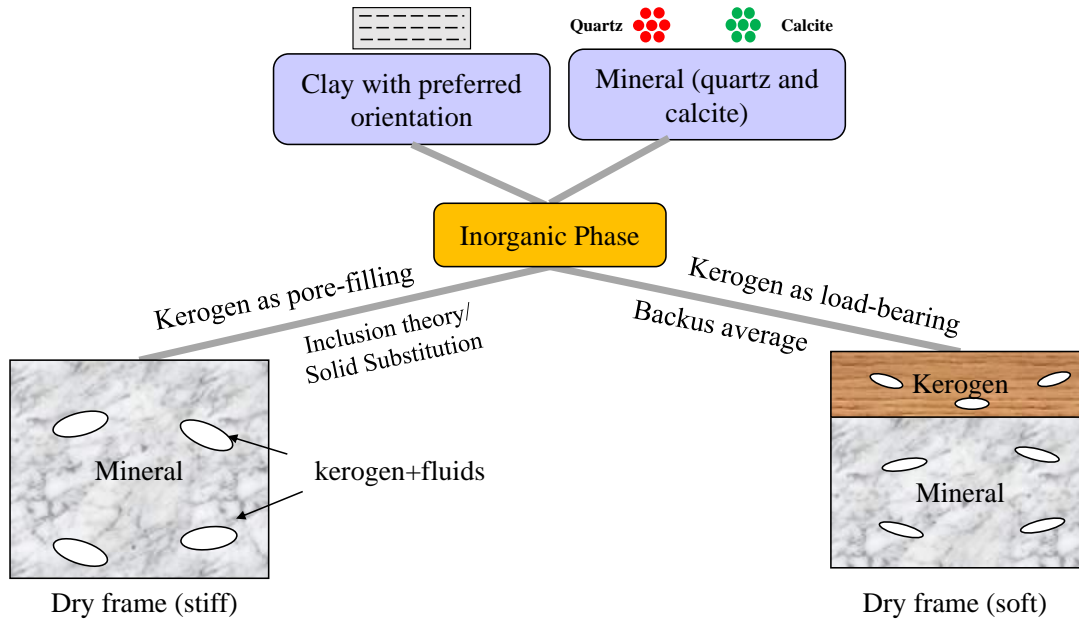 Quartz
Calcite
Clay with preferred
orientation
Mineral (quartz and
calcite)
Inorganic Phase
Kerogen as pore-filling
Inclusion theory/
Solid Substitution
Kerogen as load-bearing
Backus average
Mineral
kerogen+fluids
Kerogen
Mineral
Dry frame (stiff)
Dry frame (soft)